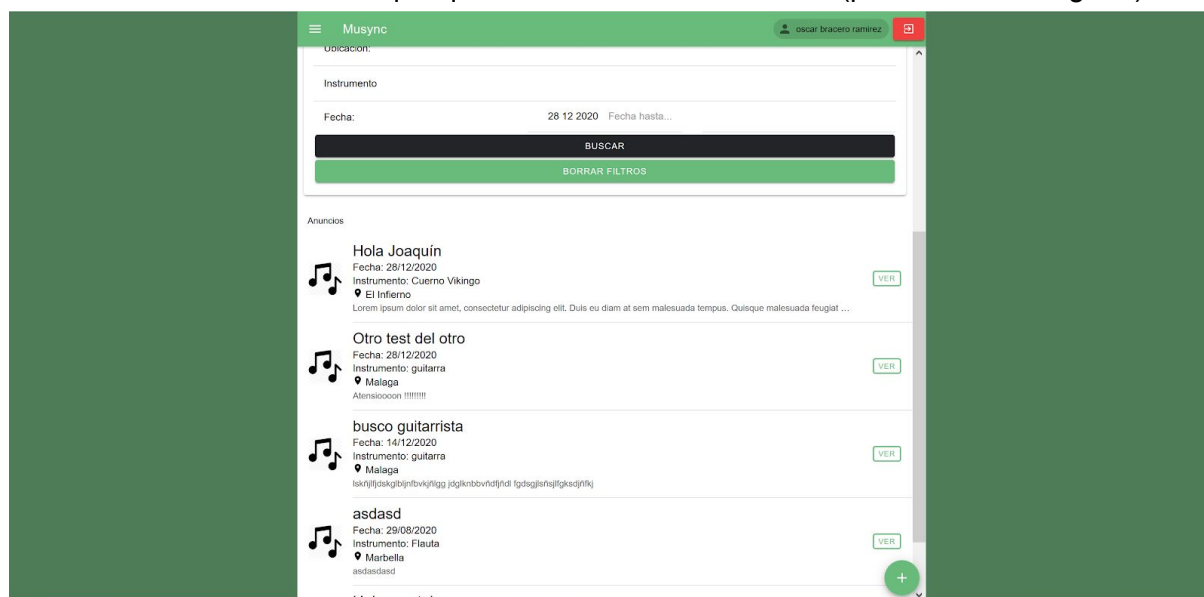 Musync
oscar bracero ramirez
Ubicación:
Instrumento
Fecha:
28 12 2020 Fecha hasta...
BUSCAR
BORRAR FILTROS
Anuncios
Hola Joaquín
Fecha: 28/12/2020
Instrumento: Cuerno Vikingo
El Infierno
Lorem ipsum dolor sit amet, consectetur adipiscing elit. Duis eu diam at sem malesuada tempus. Quisque malesuada feugiat ...
VER
Otro test del otro
Fecha: 28/12/2020
Instrumento: guitarra
Malaga
Atensioooon !!!!!!!!!
VER
busco guitarrista
Fecha: 14/12/2020
Instrumento: guitarra
Malaga
VER
asdasd
Fecha: 29/08/2020
Instrumento: Flauta
Marbella
asdasdasd
VER